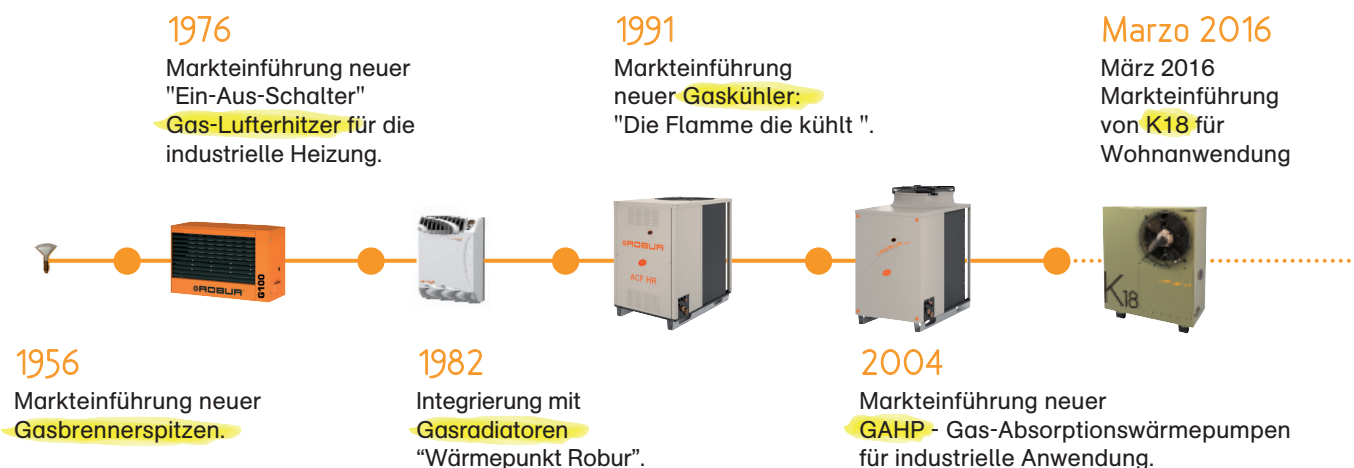 1976
Markteinführung neuer
"Ein-Aus-Schalter"
Gas-Lufterhitzer für die
industrielle Heizung.
1991
Markteinführung
neuer Gaskühler:
"Die Flamme die kühlt ".
Marzo 2016
März 2016
Markteinführung
von K18 für
Wohnanwendung
ROBUR
G100
ROBUR
ACF HR
K18
1956
Markteinführung neuer
Gasbrennerspitzen.
1982
Integrierung mit
Gasradiatoren
“Wärmepunkt Robur”.
2004
Markteinführung neuer
GAHP - Gas-Absorptionswärmepumpen
für industrielle Anwendung.